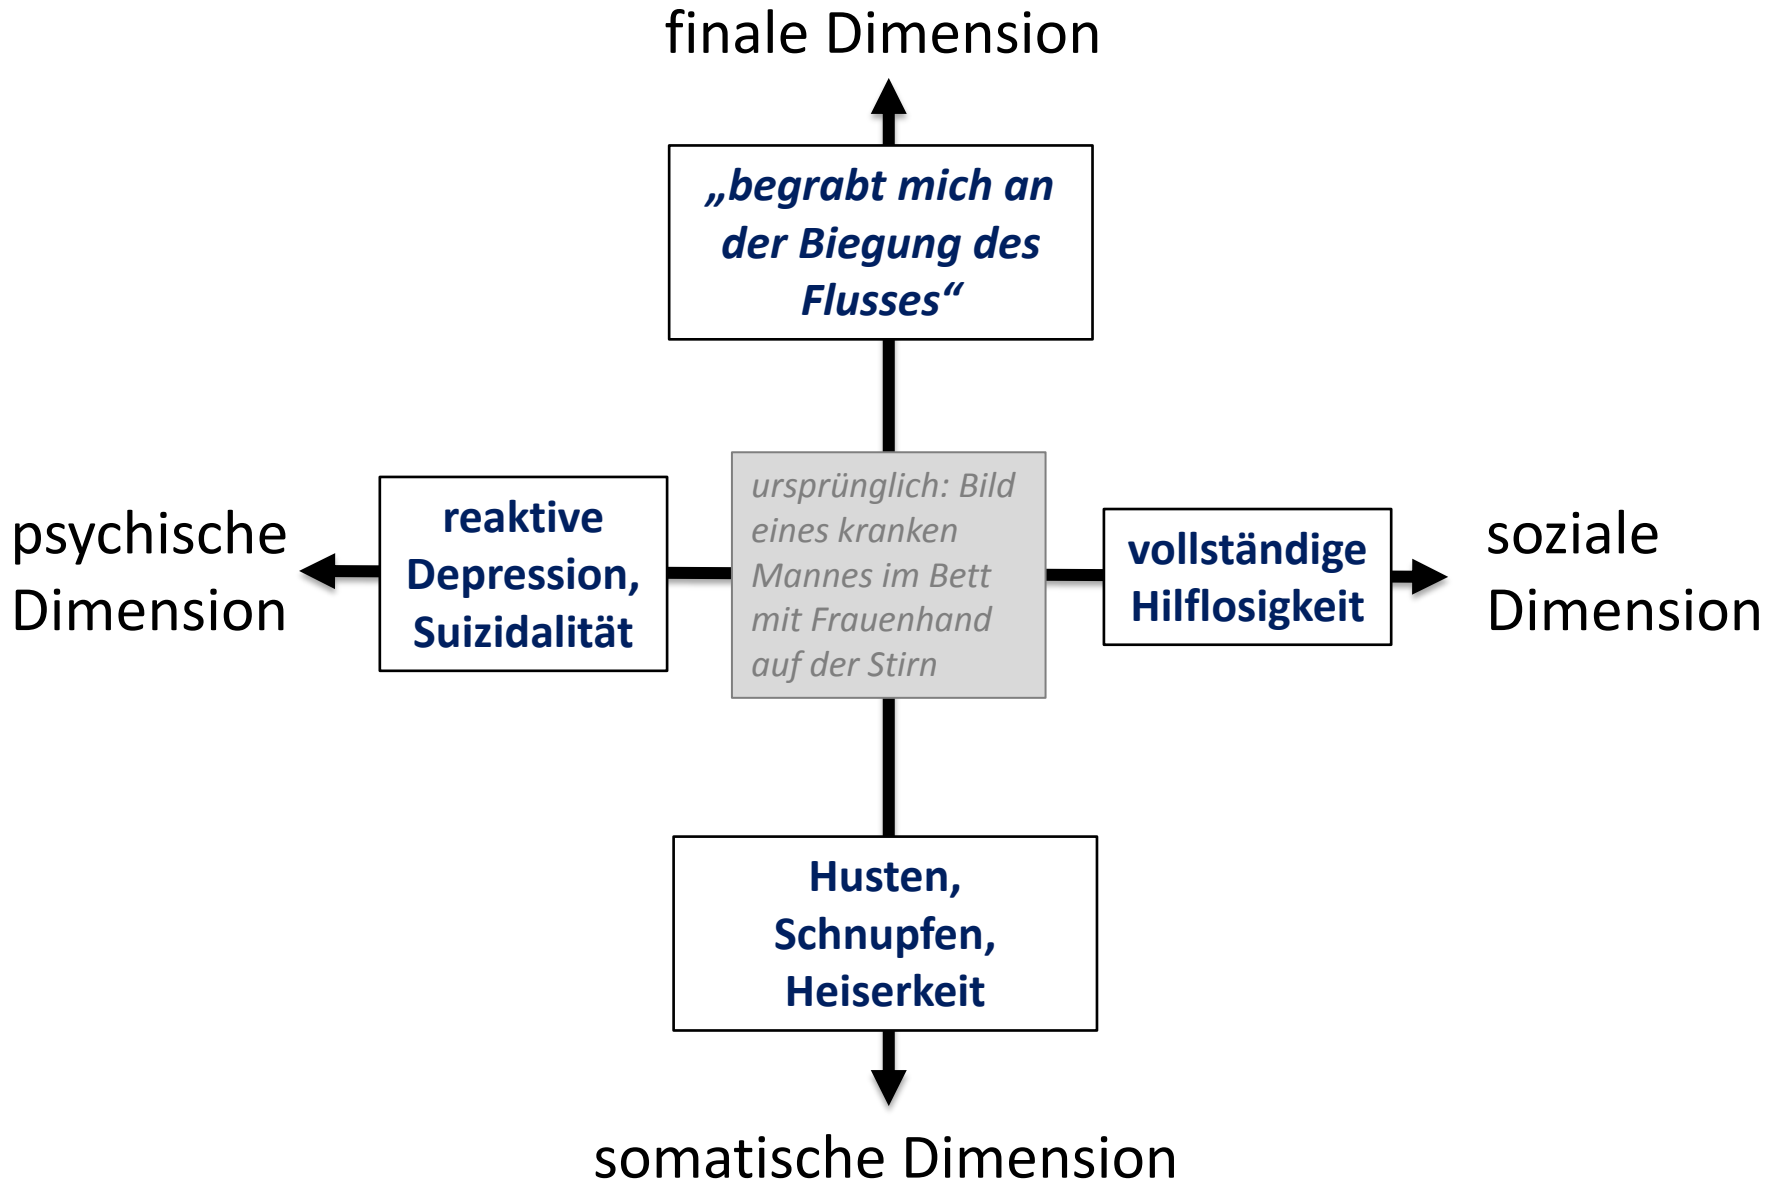 finale Dimension
„begrabt mich an
der Biegung des
Flusses“
psychische
Dimension
reaktive
Depression,
Suizidalität
ursprünglich: Bild
eines kranken
Mannes im Bett
mit Frauenhand
auf der Stirn
vollständige
Hilflosigkeit
soziale
Dimension
Husten,
Schnupfen,
Heiserkeit
somatische Dimension